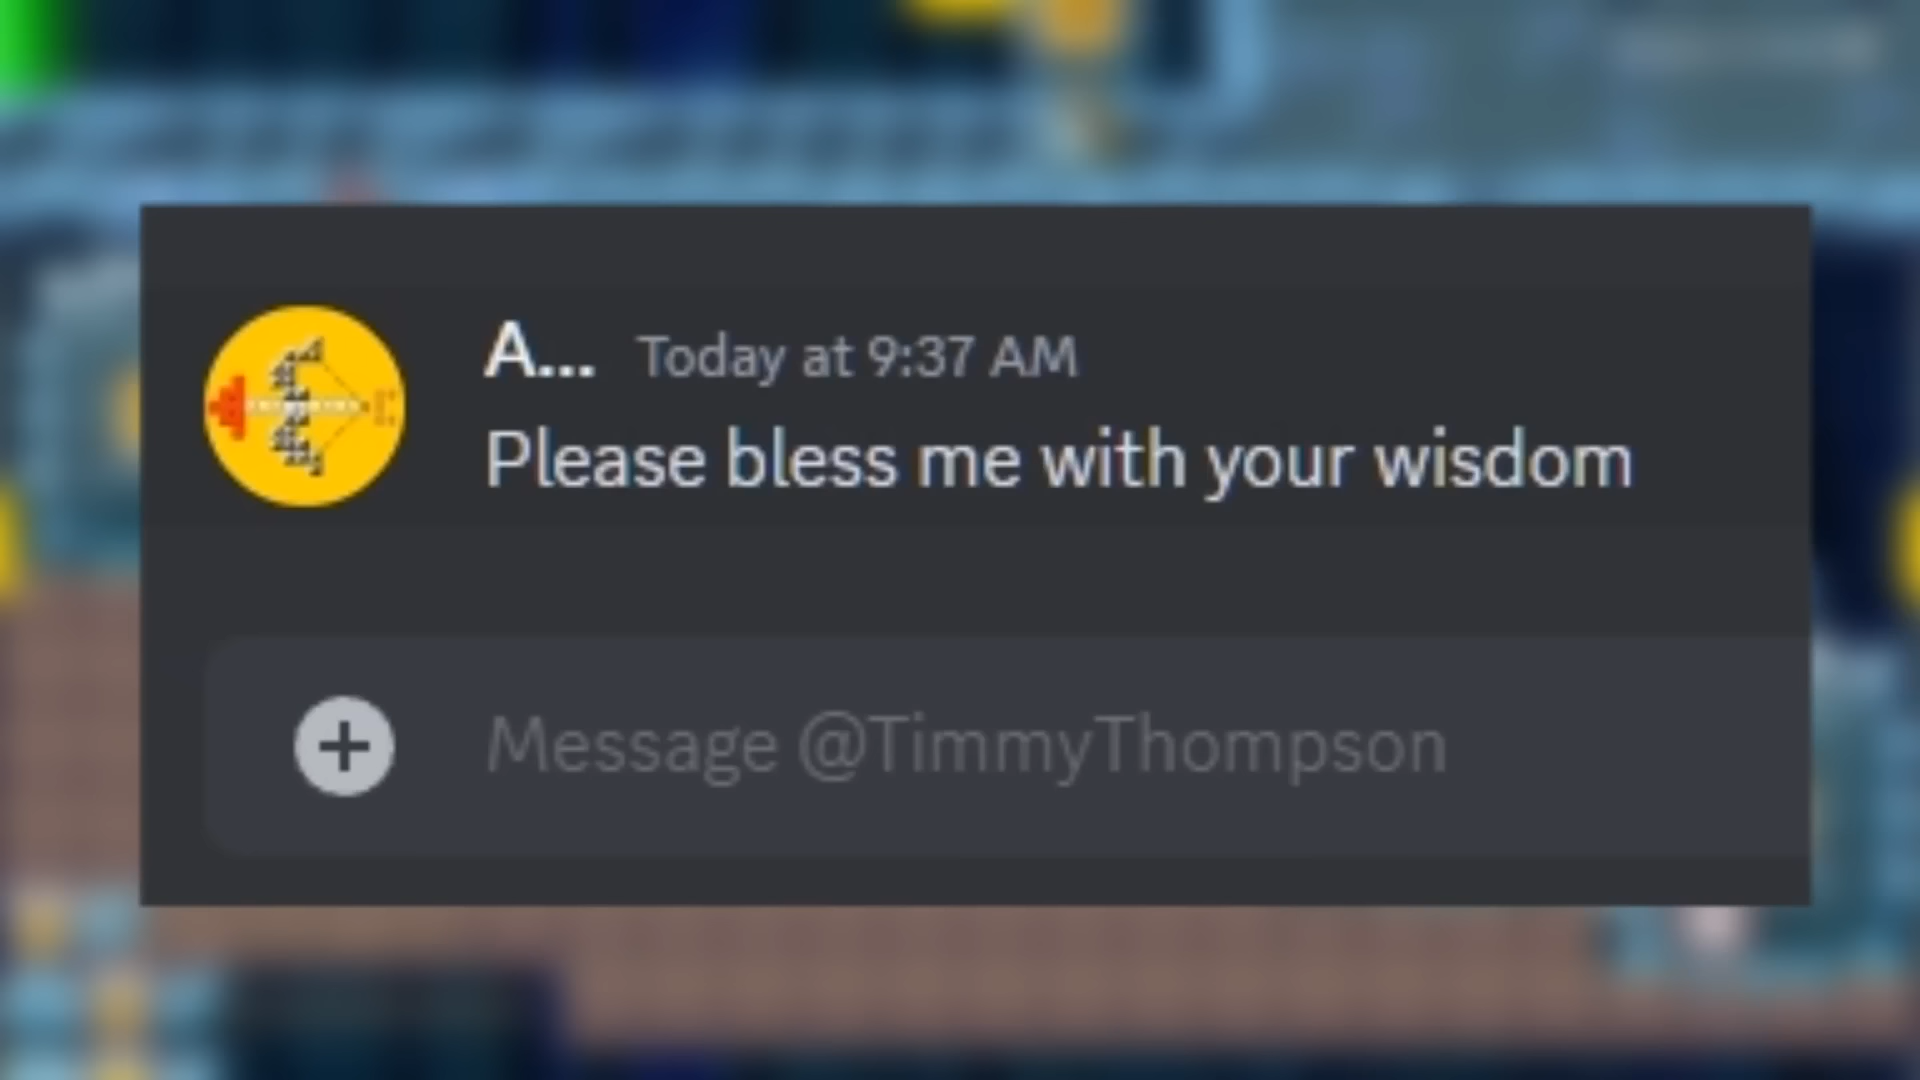 A... Today at 9:37 AM
Please bless me with your wisdom
Message @TimmyThompson